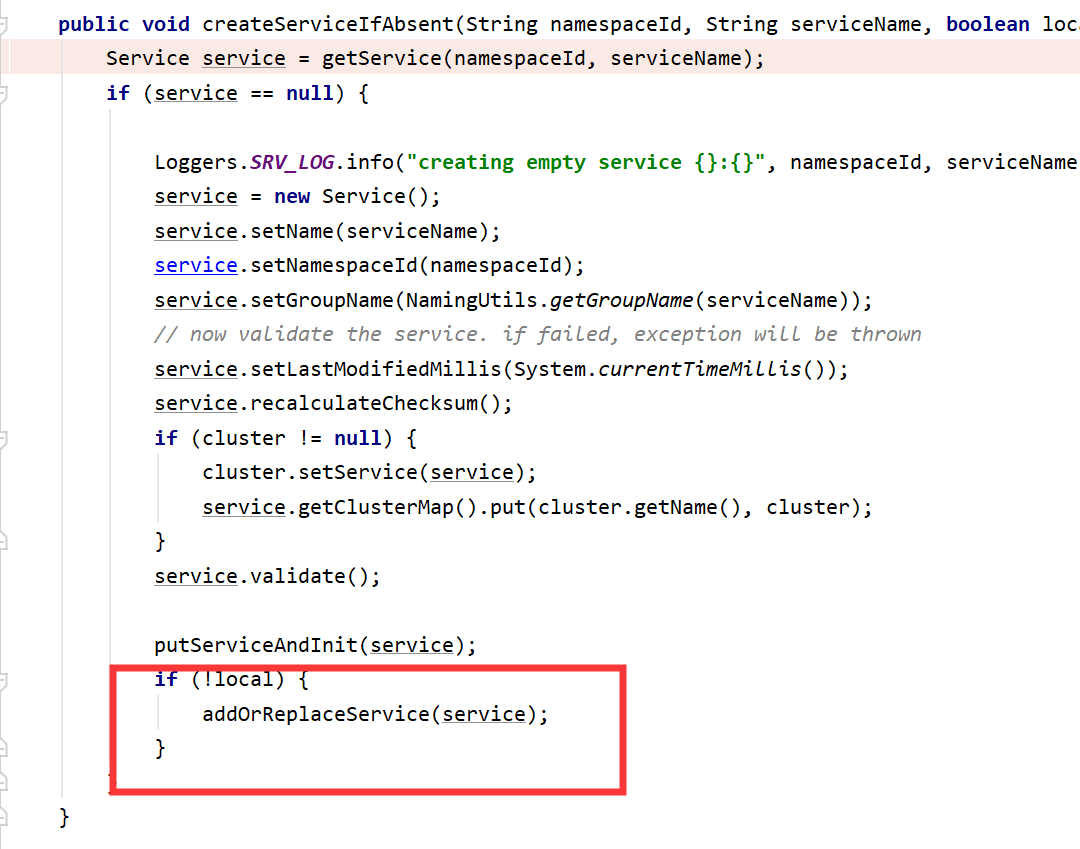 public void createServiceIfAbsent(String namespaceId, String serviceName, boolean loc
Service service = getService(namespaceId, serviceName);
if (service == null) {
Loggers.SRV_LOG.info("creating empty service {}:{}", namespaceId, serviceName
service = new Service();
service.setName(serviceName);
service.setNamespaceId(namespaceId);
service.setGroupName(NamingUtils.getGroupName(serviceName));
// now validate the service. if failed, exception will be thrown
service.setLastModifiedMillis(System.currentTimeMillis());
service.recalculateChecksum();
if (cluster != null) {
cluster.setService(service);
service.getClusterMap().put(cluster.getName(), cluster);
}
service.validate();
putServiceAndInit(service);
if (!local) {
addOrReplaceService(service);
}
}
}